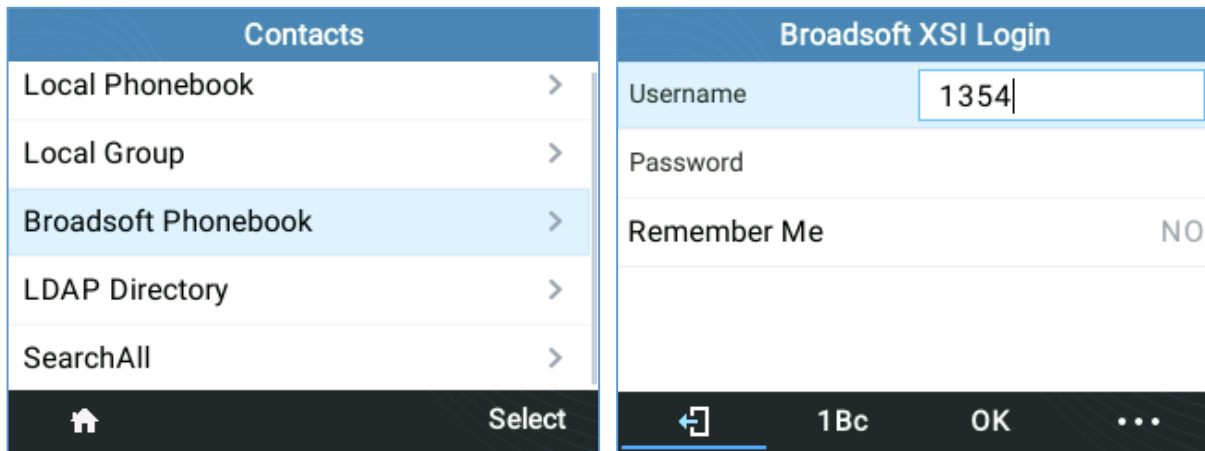 Contacts
Local Phonebook
Local Group
Broadsoft Phonebook
LDAP Directory
SearchAll
Select
Broadsoft XSI Login
Username 1354
Password
Remember Me NO
1Bc OK ...